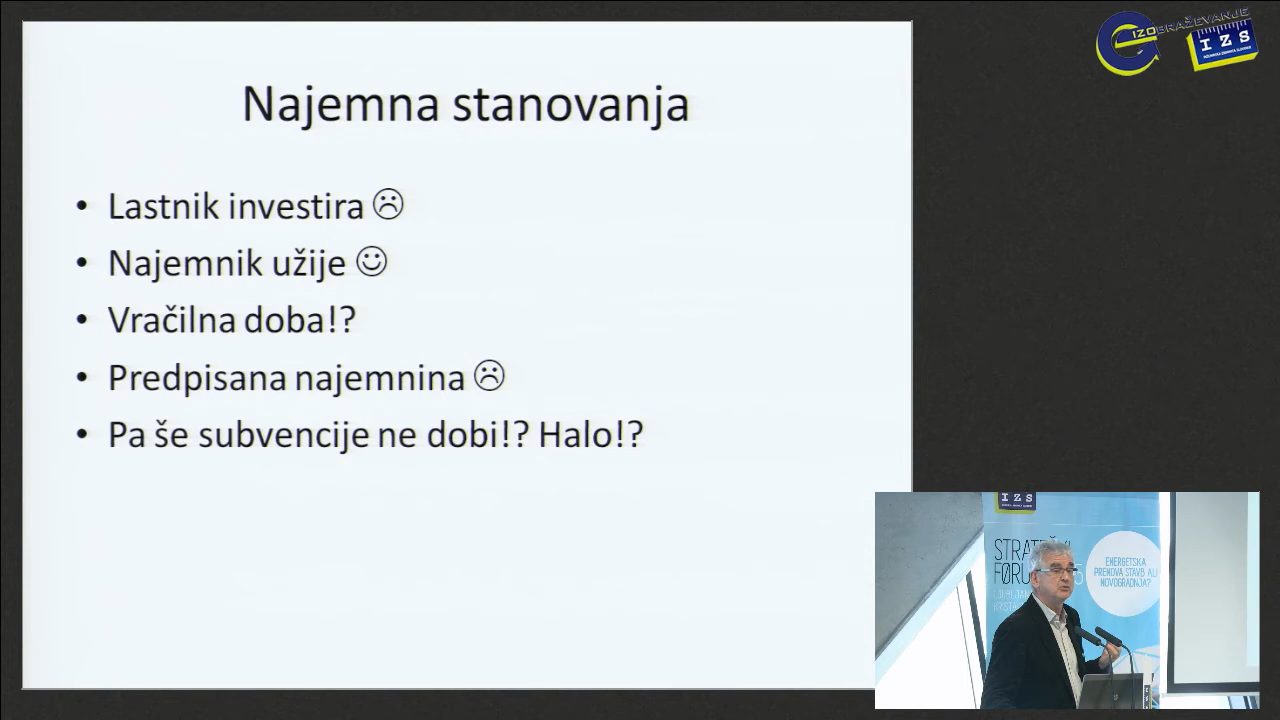 IZOBRAŽEVANJE
IZS
Najemna stanovanja
• Lastnik investira ☹
• Najemnik užije ☺
• Vračilna doba!?
• Predpisana najemnina ☹
• Pa še subvencije ne dobi!? Halo!?
IZS
ENERGETSKA
PRENOVA STAVB ALI
NOVOGRADNJA?